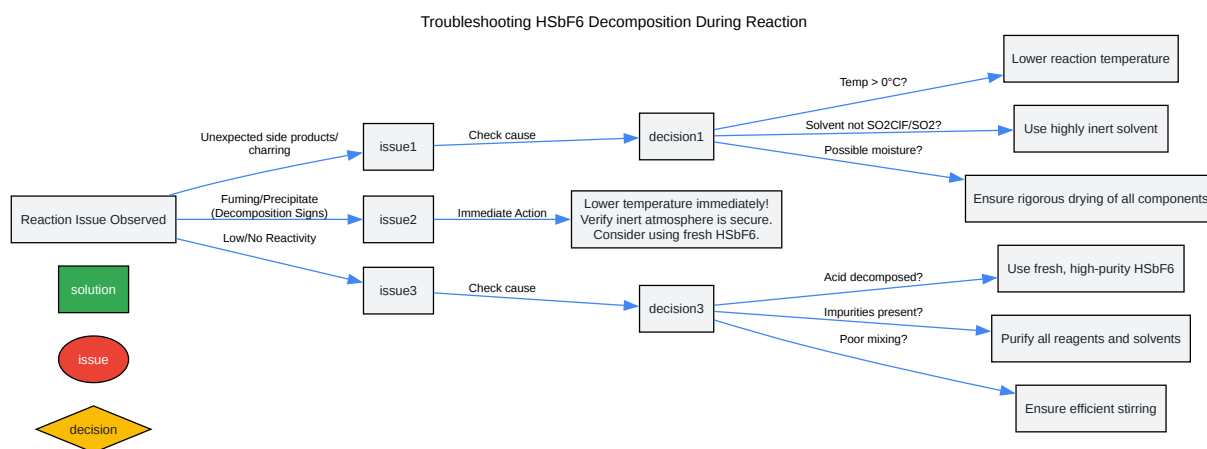 Troubleshooting HSbF6 Decomposition During Reaction
Reaction Issue Observed
Unexpected side products/
charring
issue1
Check cause
decision1
Temp > 0°C?
Lower reaction temperature
Solvent not SO2ClF/SO2?
Use highly inert solvent
Possible moisture?
Ensure rigorous drying of all components
Fuming/Precipitate
(Decomposition Signs)
issue2
Immediate Action
Lower temperature immediately!
Verify inert atmosphere is secure.
Consider using fresh HSbF6.
Low/No Reactivity
issue3
Check cause
decision3
Acid decomposed?
Use fresh, high-purity HSbF6
Impurities present?
Purify all reagents and solvents
Poor mixing?
Ensure efficient stirring
solution
issue
decision